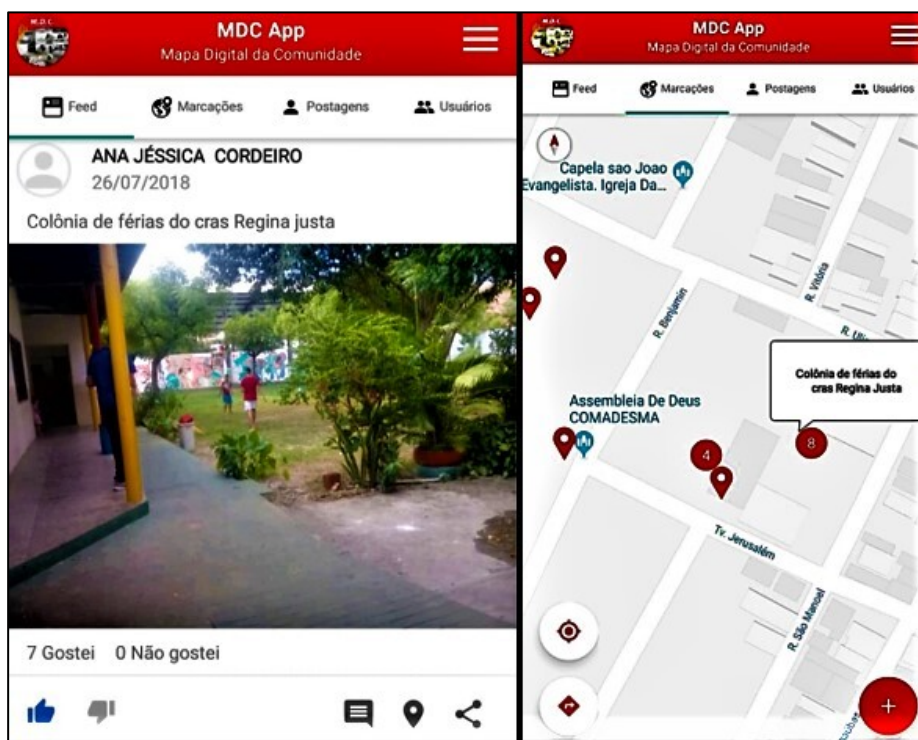 MDC App
Mapa Digital da Comunidade
Feed
Marcações
Postagens
Usuários
ANA JÉSSICA CORDEIRO
26/07/2018
Colônia de férias do cras Regina justa
7 Gostei
0 Não gostei
M.D.C
MDC App
Mapa Digital da Comunidade
Feed
Marcações
Postagens
Usuários
Capela sao Joao
Evangelista. Igreja Da...
R. Vitória
R. Benjamin
Colônia de férias do
cras Regina Justa
Assembleia De Deus
COMADESMA
8
4
Tv. Jerusalém
R. São Manoel
+